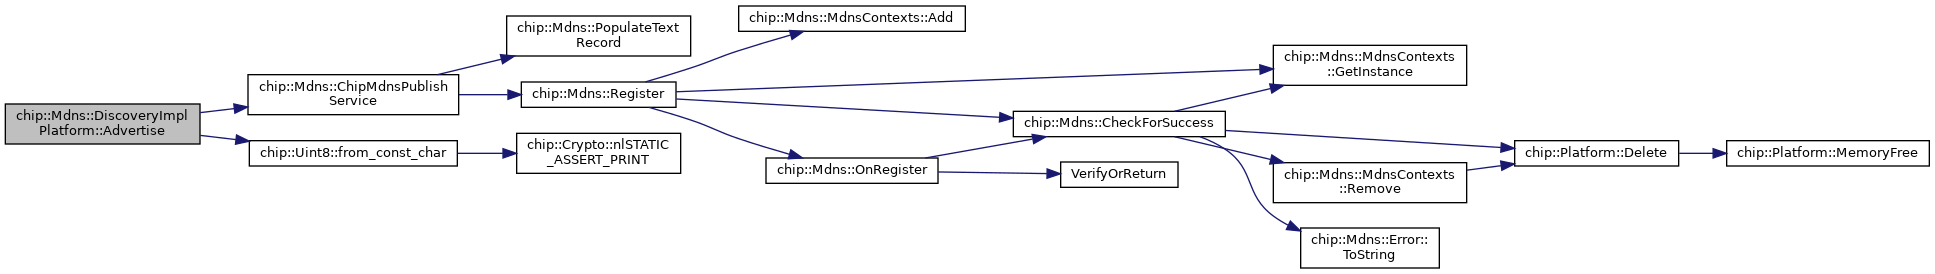 chip::Mdns::DiscoveryImpl
Platform::Advertise
chip::Mdns::ChipMdnsPublish
Service
chip::Uint8::from_const_char
chip::Mdns::PopulateText
Record
chip::Mdns::Register
chip::Crypto::nlSTATIC
_ASSERT_PRINT
chip::Mdns::MdnsContexts::Add
chip::Mdns::OnRegister
chip::Mdns::CheckForSuccess
VerifyOrReturn
chip::Mdns::MdnsContexts
::GetInstance
chip::Mdns::MdnsContexts
::Remove
chip::Mdns::Error::
ToString
chip::Platform::Delete
chip::Platform::MemoryFree